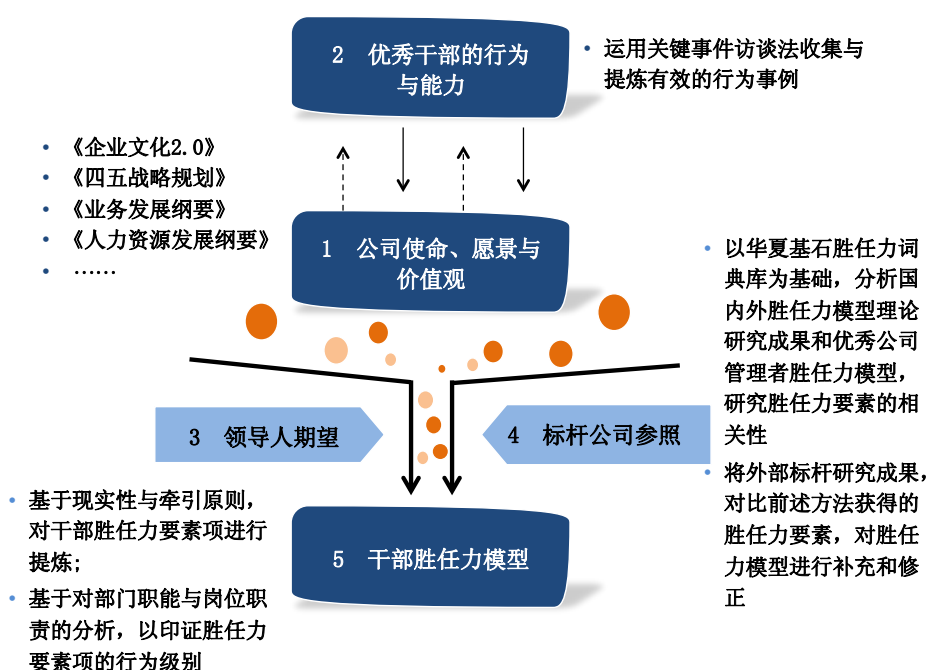 2 优秀干部的行为
与能力
• 运用关键事件访谈法收集与
提炼有效的行为事例
• 《企业文化2.0》
• 《四五战略规划》
• 《业务发展纲要》
• 《人力资源发展纲要》
• ……
1 公司使命、愿景与
价值观
• 以华夏基石胜任力词
典库为基础，分析国
内外胜任力模型理论
研究成果和优秀公司
管理者胜任力模型，
研究胜任力要素的相
关性
• 将外部标杆研究成果，
对比前述方法获得的
胜任力要素，对胜任
力模型进行补充和修
正
3 领导人期望
4 标杆公司参照
• 基于现实性与牵引原则，
对干部胜任力要素项进行
提炼;
• 基于对部门职能与岗位职
责的分析，以印证胜任力
要素项的行为级别
5 干部胜任力模型